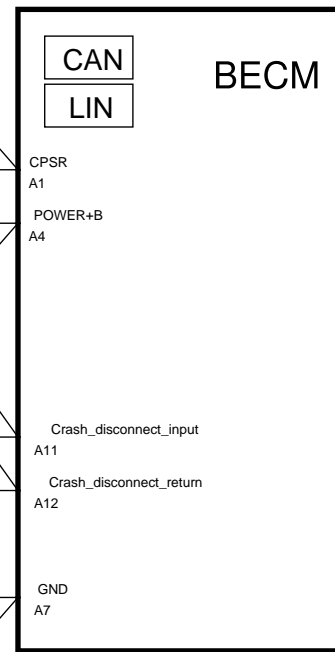 CAN
BECM
LIN
CPSR
A1
POWER+B
A4
Crash_disconnect_input
A11
Crash_disconnect_return
A12
GND
A7